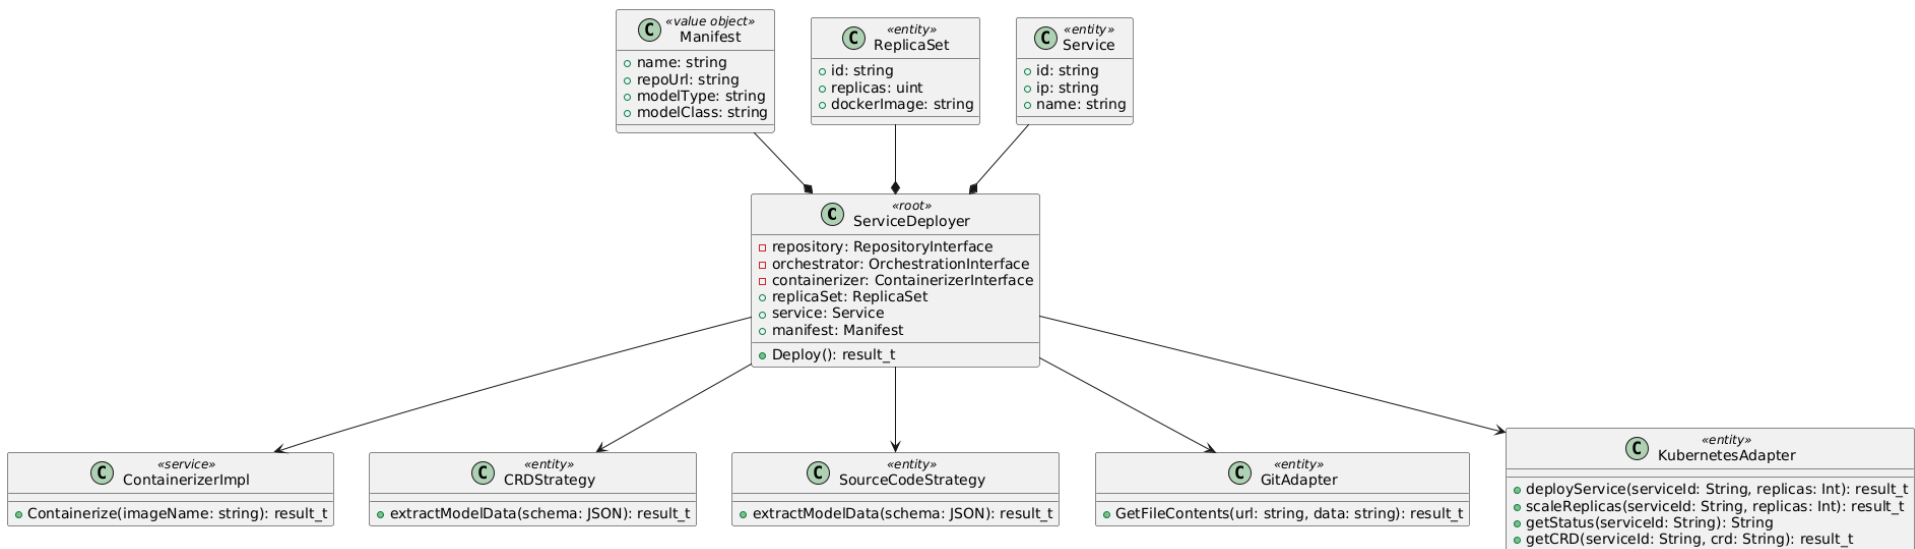 C «value object»
Manifest
name: string
repoUrl: string
modelType: string
modelClass: string
C «entity»
ReplicaSet
id: string
replicas: uint
dockerImage: string
C «entity»
Service
id: string
ip: string
name: string
C «root»
ServiceDeployer
repository: RepositoryInterface
orchestrator: OrchestrationInterface
containerizer: ContainerizerInterface
replicaSet: ReplicaSet
service: Service
manifest: Manifest
Deploy(): result_t
C «service»
ContainerizerImpl
Containerize(imageName: string): result_t
C «entity»
CRDStrategy
extractModelData(schema: JSON): result_t
C «entity»
SourceCodeStrategy
extractModelData(schema: JSON): result_t
C «entity»
GitAdapter
GetFileContents(url: string, data: string): result_t
C «entity»
KubernetesAdapter
deployService(serviceId: String, replicas: Int): result_t
scaleReplicas(serviceId: String, replicas: Int): result_t
getStatus(serviceId: String): String
getCRD(serviceId: String, crd: String): result_t